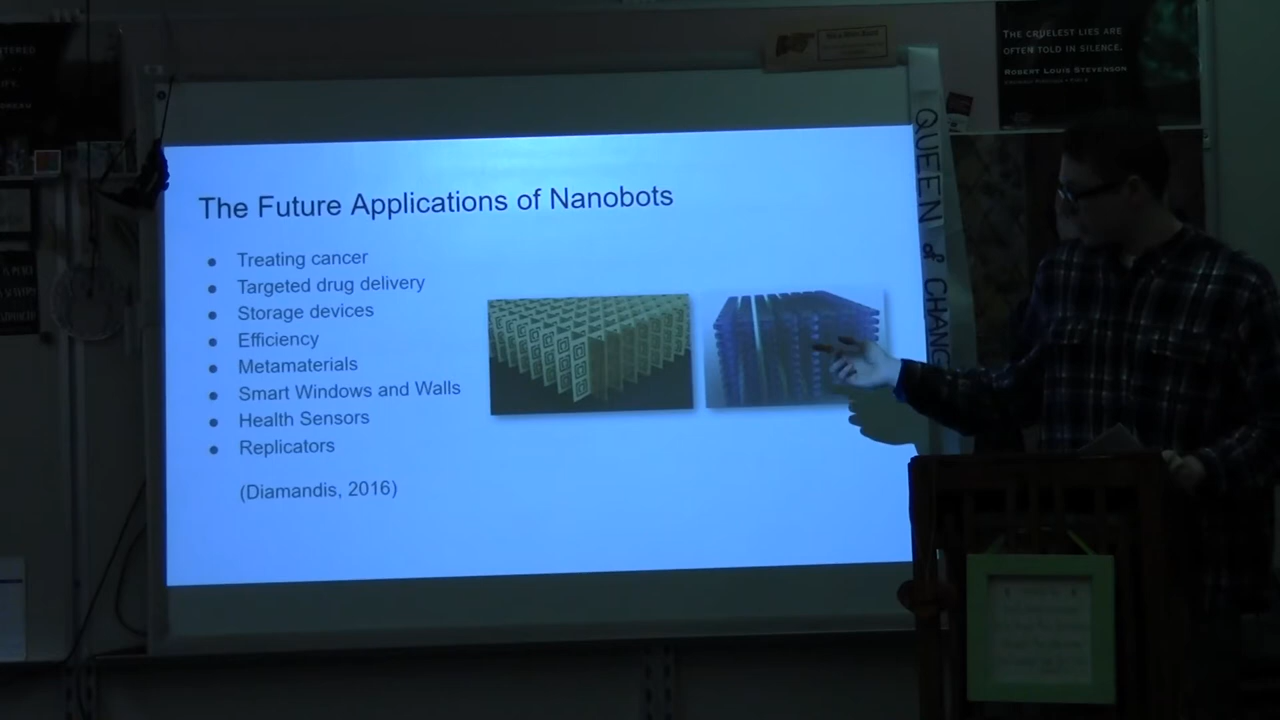 The Future Applications of Nanobots
● Treating cancer
● Targeted drug delivery
● Storage devices
● Efficiency
● Metamaterials
● Smart Windows and Walls
● Health Sensors
● Replicators
(Diamandis, 2016)
THE CRUELEST LIES ARE
OFTEN TOLD IN SILENCE.
ROBERT LOUIS STEVENSON
QUEEN of CHANG